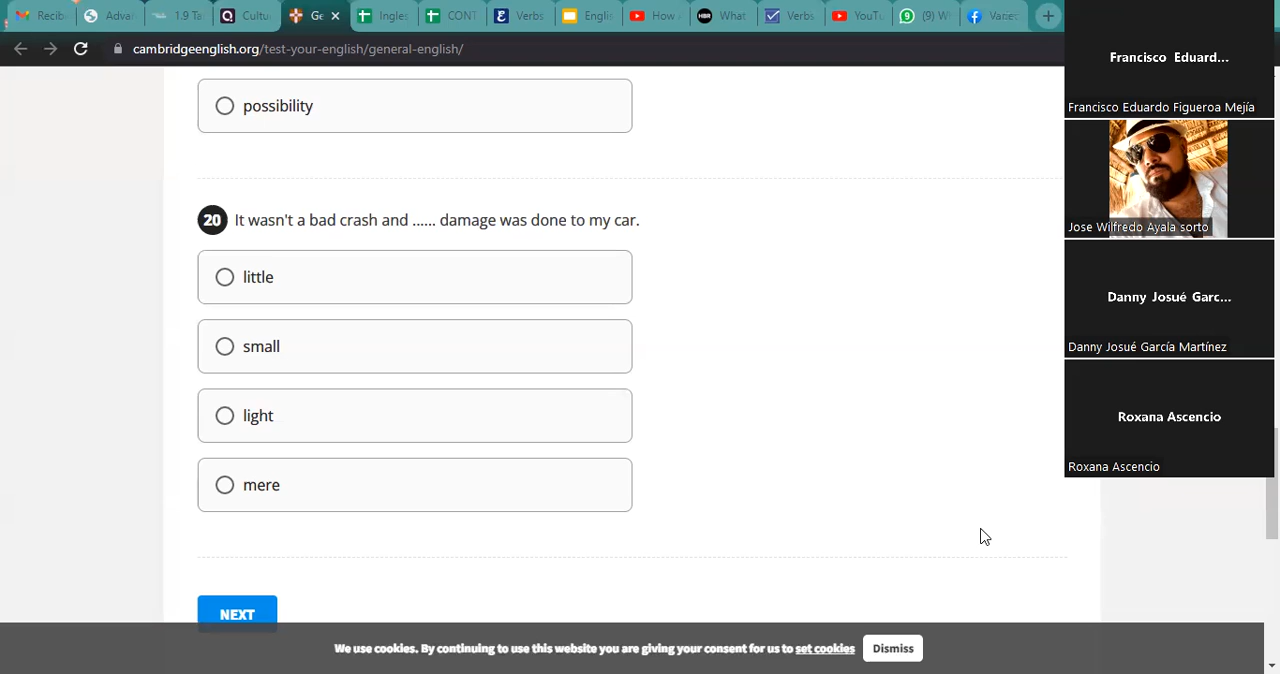 Recib
Adva
1.9 Ta
Cultu
Ge
Ingles
CONT
Verbs
Englis
How
HBR
What
Verbs
YouTu
9
(9) W
cambridgeenglish.org/test-your-english/general-english/
possibility
20 It wasn't a bad crash and ...... damage was done to my car.
little
small
light
mere
NEXT
We use cookies. By continuing to use this website you are giving your consent for us to set cookies
Dismiss
Francisco Eduard...
Francisco Eduardo Figueroa Mejía
Jose Wilfredo Ayala sorto
Danny Josué Garc...
Danny Josué García Martínez
Roxana Ascencio
Roxana Ascencio